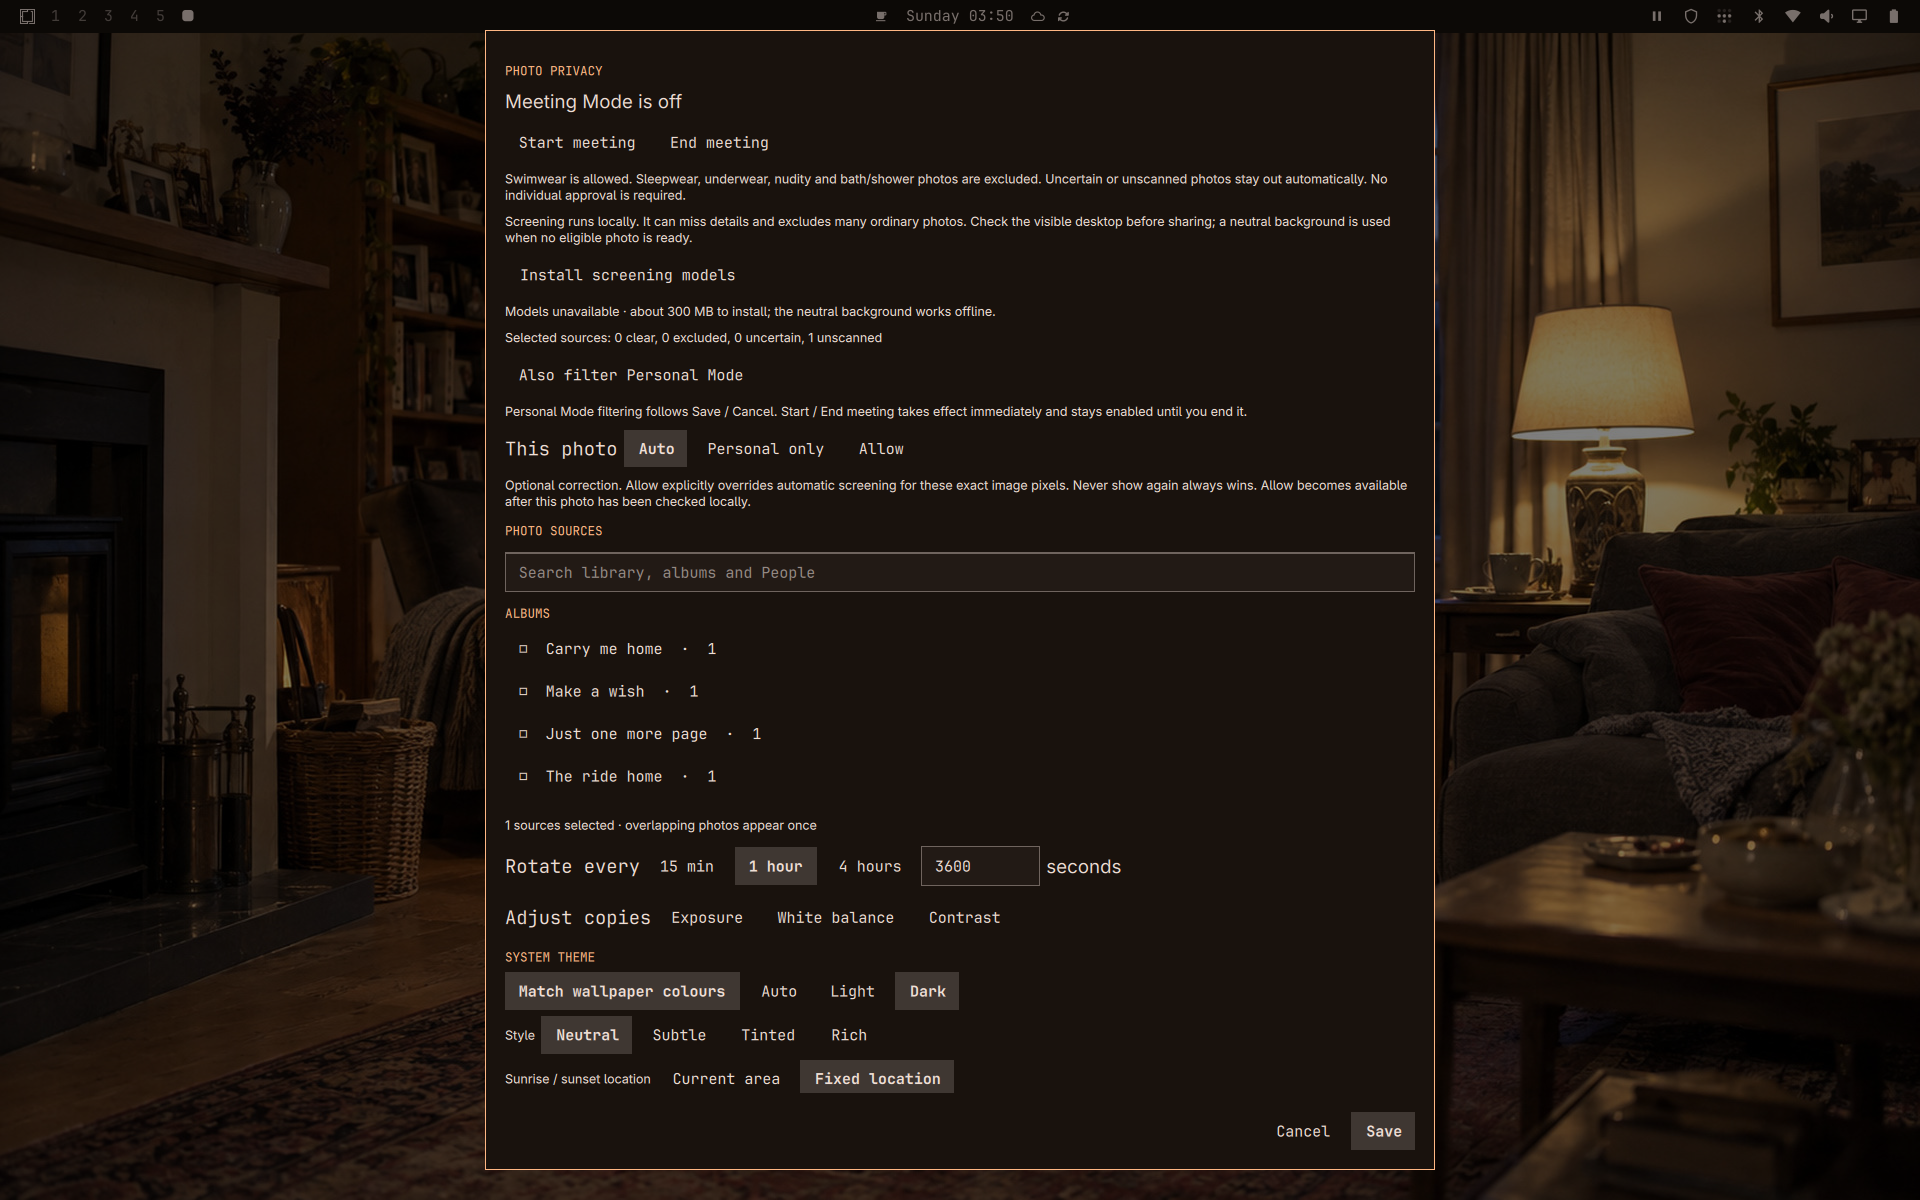 1 2 3 4 5
Sunday 03:50
PHOTO PRIVACY
Meeting Mode is off
Start meeting End meeting
Swimwear is allowed. Sleepwear, underwear, nudity and bath/shower photos are excluded. Uncertain or unscanned photos stay out automatically. No
individual approval is required.
Screening runs locally. It can miss details and excludes many ordinary photos. Check the visible desktop before sharing; a neutral background is used
when no eligible photo is ready.
Install screening models
Models unavailable · about 300 MB to install; the neutral background works offline.
Selected sources: 0 clear, 0 excluded, 0 uncertain, 1 unscanned
Also filter Personal Mode
Personal Mode filtering follows Save / Cancel. Start / End meeting takes effect immediately and stays enabled until you end it.
This photo Auto Personal only Allow
Optional correction. Allow explicitly overrides automatic screening for these exact image pixels. Never show again always wins. Allow becomes available
after this photo has been checked locally.
PHOTO SOURCES
Search library, albums and People
ALBUMS
Carry me home · 1
Make a wish · 1
Just one more page · 1
The ride home · 1
1 sources selected · overlapping photos appear once
Rotate every 15 min 1 hour 4 hours 3600 seconds
Adjust copies Exposure White balance Contrast
SYSTEM THEME
Match wallpaper colours Auto Light Dark
Style Neutral Subtle Tinted Rich
Sunrise / sunset location Current area Fixed location
Cancel Save